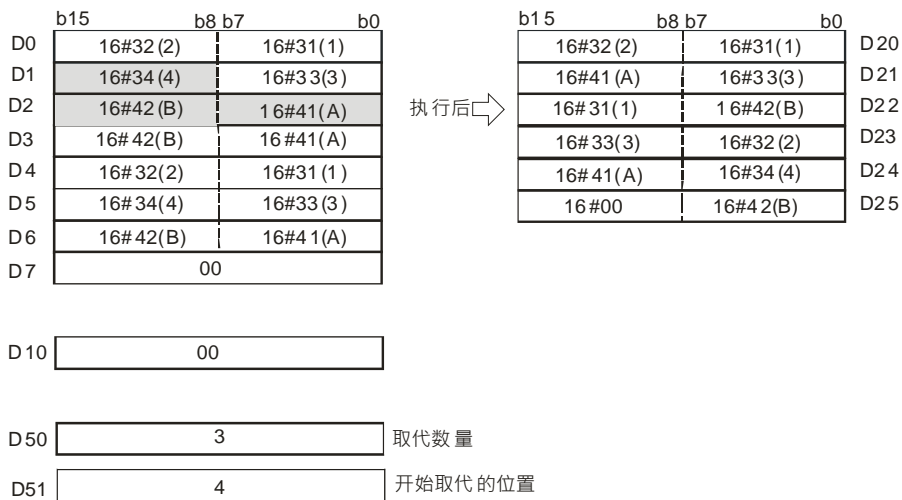 b15 b8 b7 b0
D0 16#32(2) 16#31(1)
D1 16#34(4) 16#33(3)
D2 16#42(B) 16#41(A)
D3 16#42(B) 16#41(A)
D4 16#32(2) 16#31(1)
D5 16#34(4) 16#33(3)
D6 16#42(B) 16#41(A)
D7 00
D10 00
D50 3 取代数量
D51 4 开始取代的位置
执行后
b15 b8 b7 b0
16#32(2) 16#31(1) D20
16#41(A) 16#33(3) D21
16#31(1) 16#42(B) D22
16#33(3) 16#32(2) D23
16#41(A) 16#34(4) D24
16#00 16#42(B) D25